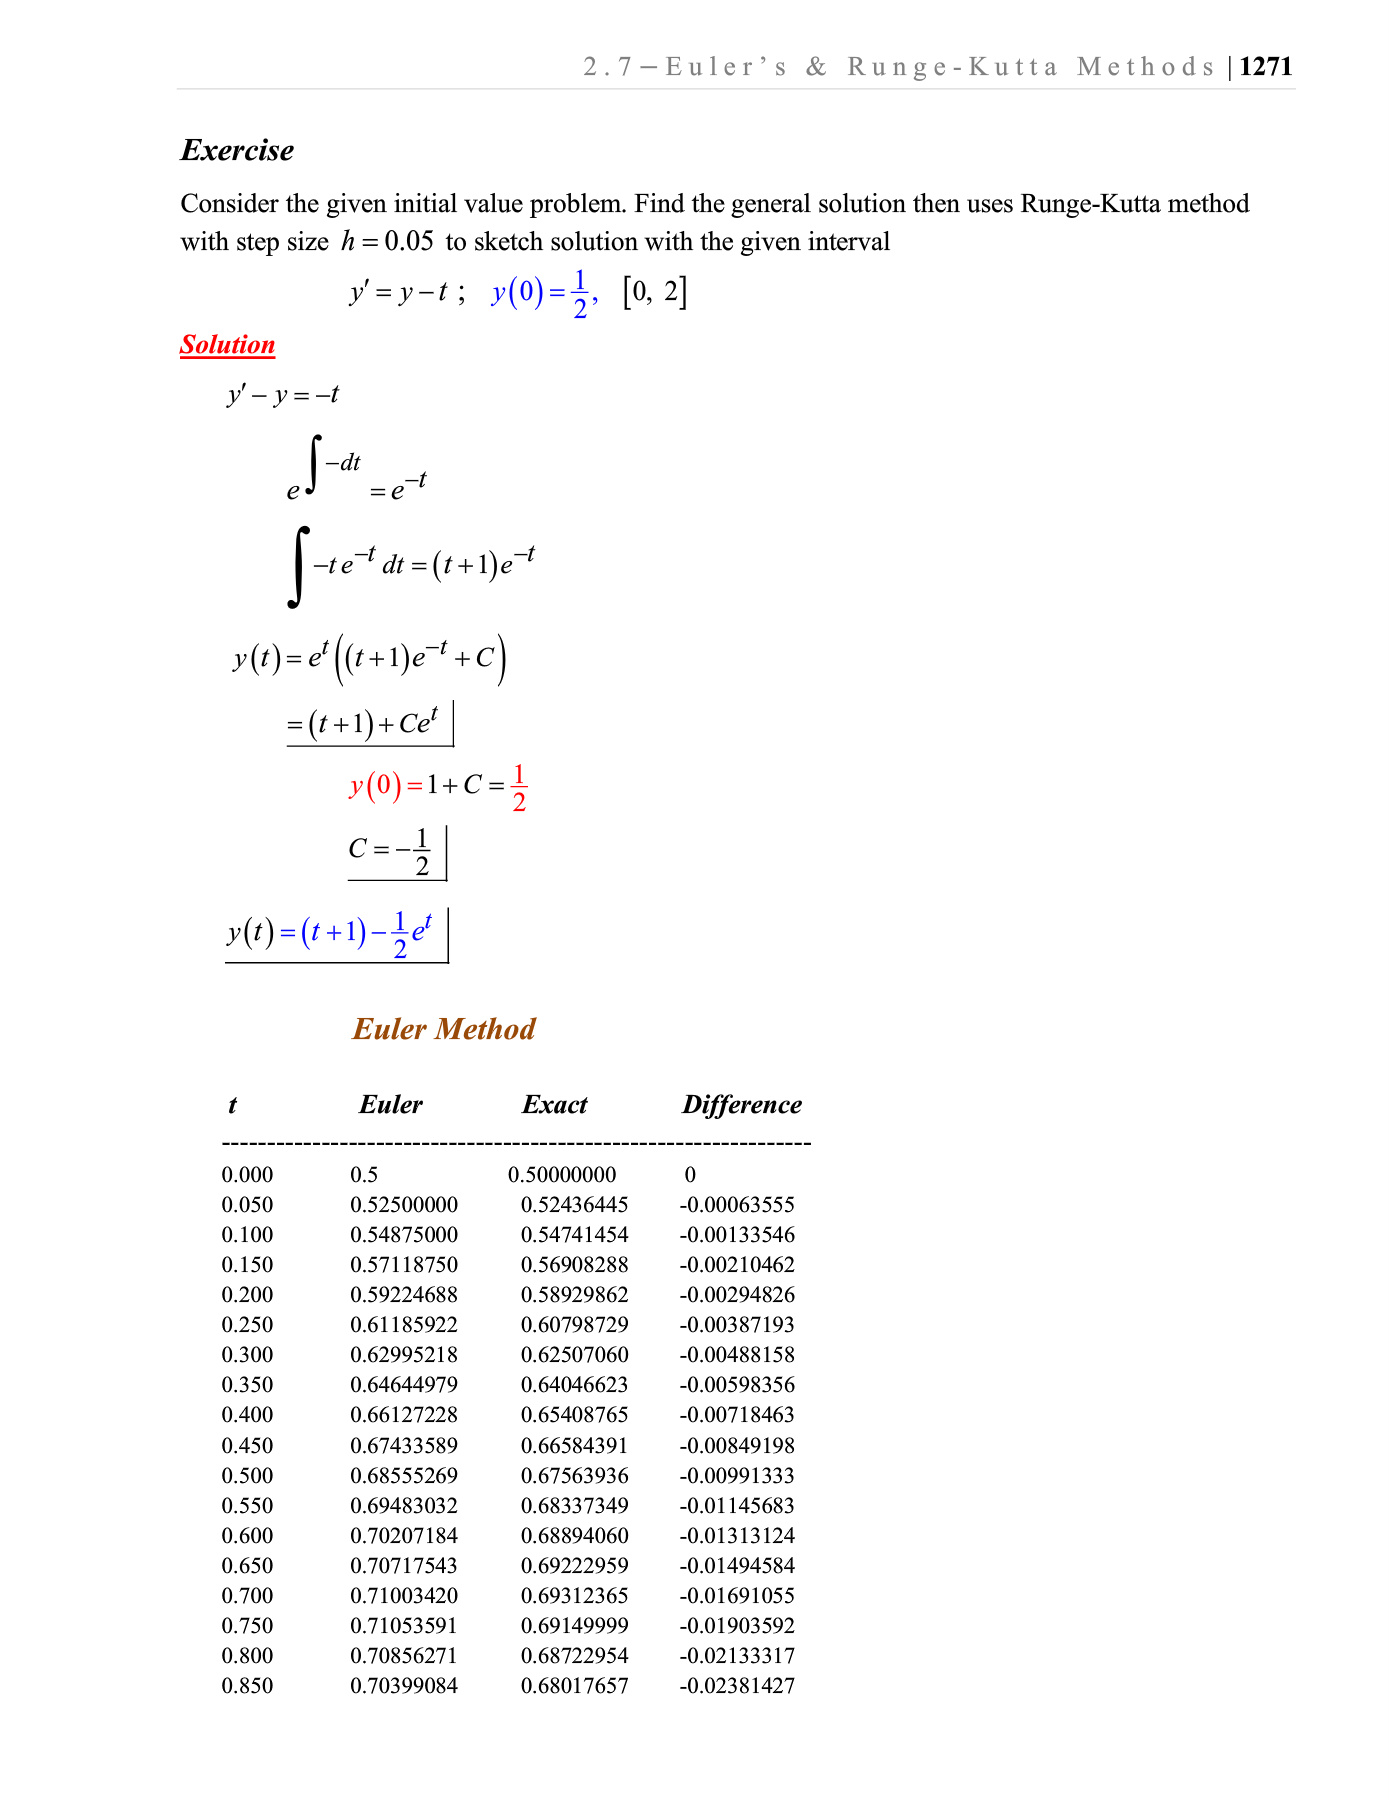 2.7 – Euler's & Runge-Kutta Methods | 1271
Exercise
Consider the given initial value problem. Find the general solution then uses Runge-Kutta method
with step size h = 0.05 to sketch solution with the given interval
y′ = y − t ;  y(0) = 1/2,  [0, 2]
Solution
y′ − y = −t
e^∫−dt = e^−t
∫ −t e^−t dt = (t + 1)e^−t
y(t) = e^t ((t + 1)e^−t + C)
= (t + 1) + Ce^t
y(0) = 1 + C = 1/2
C = −1/2
y(t) = (t + 1) − 1/2 e^t
Euler Method
t Euler Exact Difference
-----------------------------------------------------------------
0.000 0.5 0.50000000 0
0.050 0.52500000 0.52436445 -0.00063555
0.100 0.54875000 0.54741454 -0.00133546
0.150 0.57118750 0.56908288 -0.00210462
0.200 0.59224688 0.58929862 -0.00294826
0.250 0.61185922 0.60798729 -0.00387193
0.300 0.62995218 0.62507060 -0.00488158
0.350 0.64644979 0.64046623 -0.00598356
0.400 0.66127228 0.65408765 -0.00718463
0.450 0.67433589 0.66584391 -0.00849198
0.500 0.68555269 0.67563936 -0.00991333
0.550 0.69483032 0.68337349 -0.01145683
0.600 0.70207184 0.68894060 -0.01313124
0.650 0.70717543 0.69222959 -0.01494584
0.700 0.71003420 0.69312365 -0.01691055
0.750 0.71053591 0.69149999 -0.01903592
0.800 0.70856271 0.68722954 -0.02133317
0.850 0.70399084 0.68017657 -0.02381427